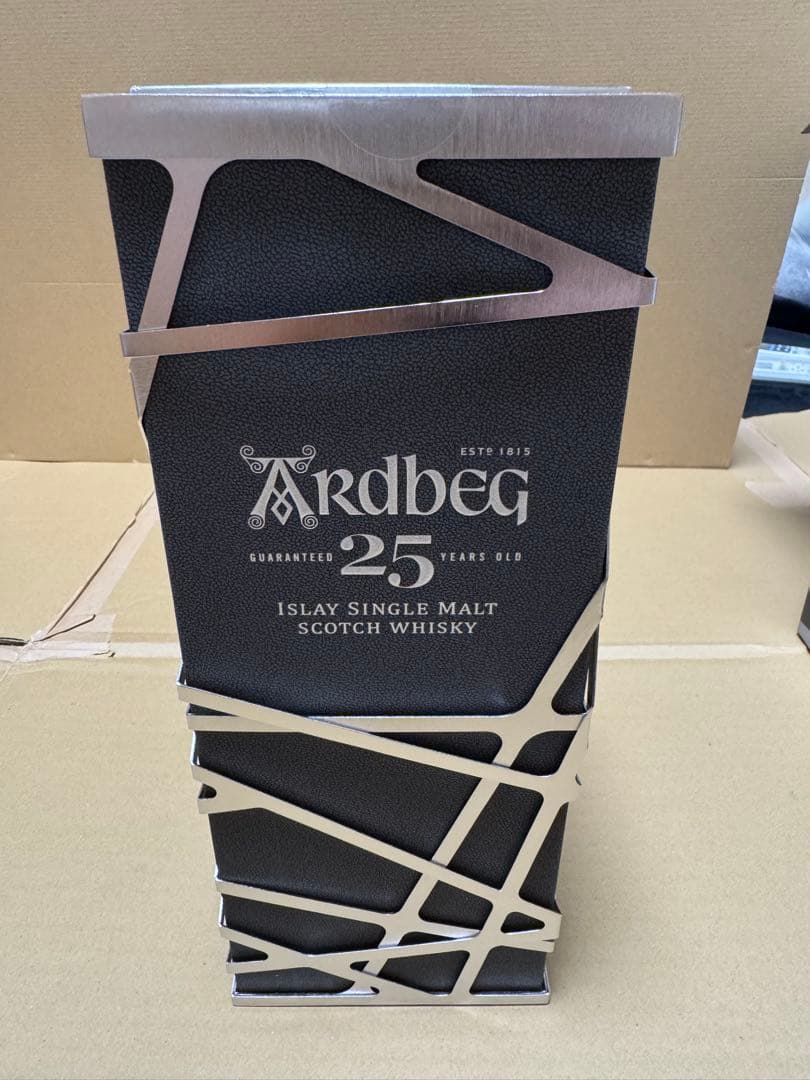 ESTD 1815
ARDBEG
GUARANTEED 25 YEARS OLD
ISLAY SINGLE MALT
SCOTCH WHISKY